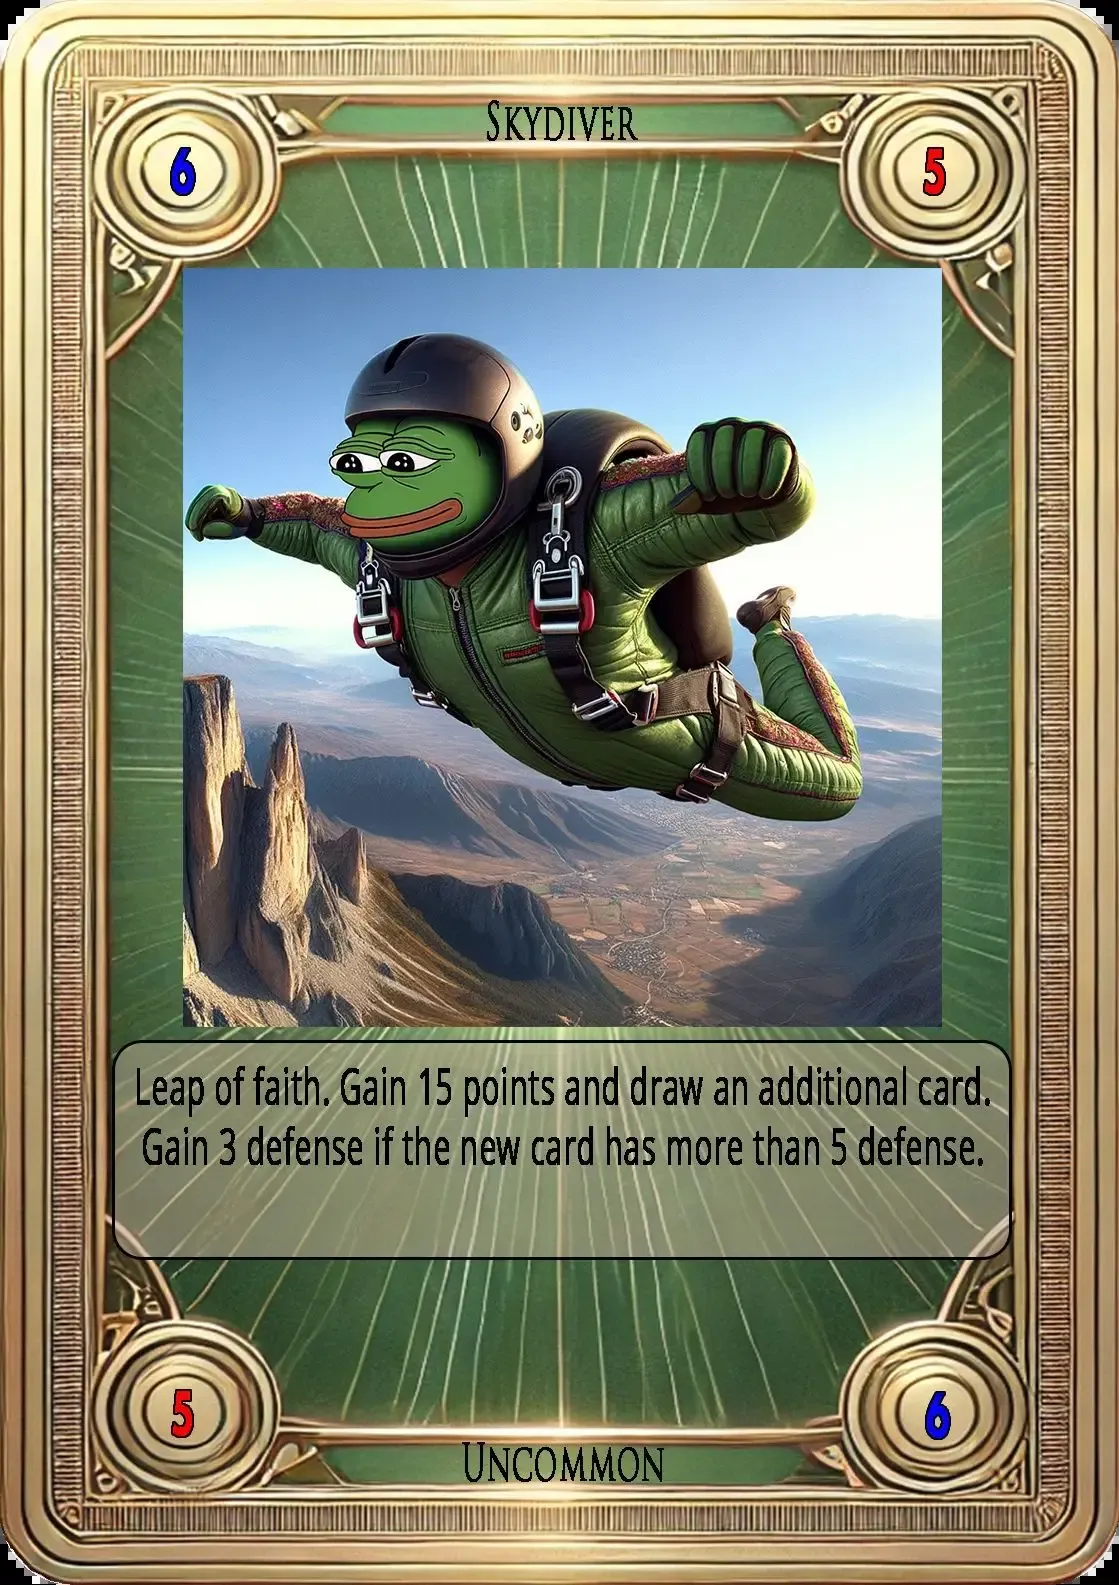 Skydiver
6
5
Leap of faith. Gain 15 points and draw an additional card.
Gain 3 defense if the new card has more than 5 defense.
5
6
Uncommon